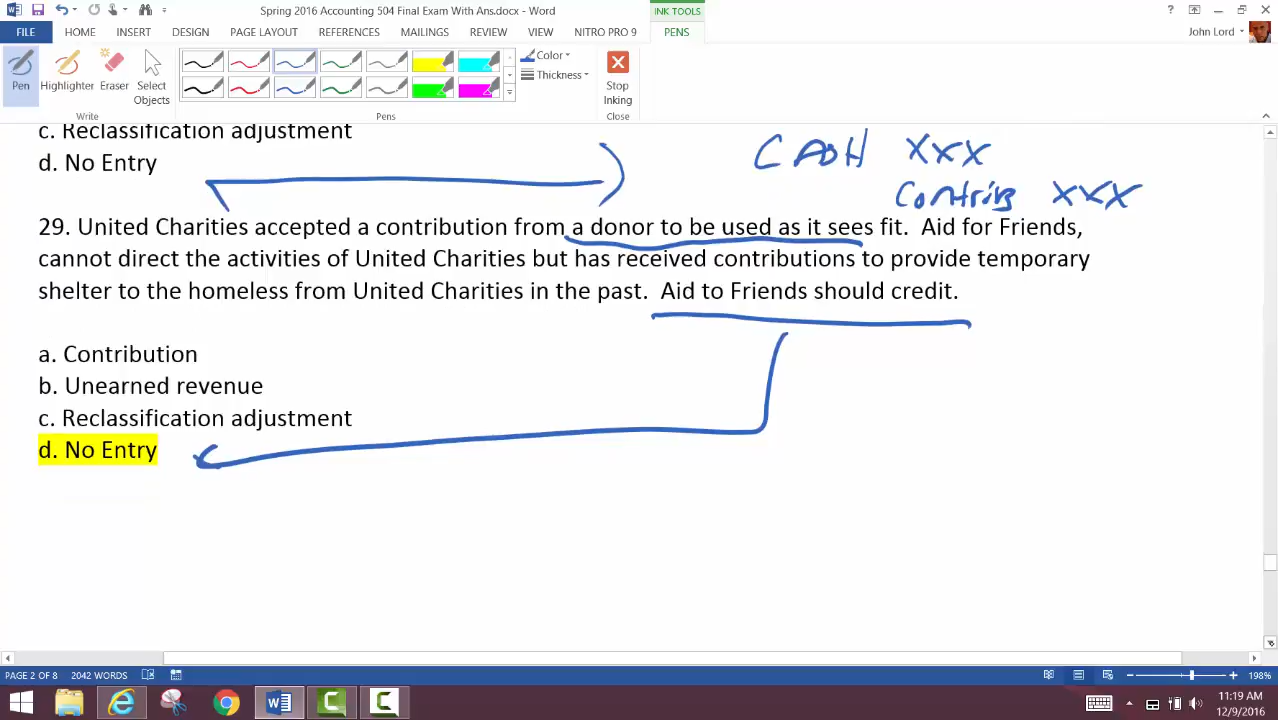 Spring 2016 Accounting 504 Final Exam With Ans.docx - Word
INK TOOLS
FILE HOME INSERT DESIGN PAGE LAYOUT REFERENCES MAILINGS REVIEW VIEW NITRO PRO 9 PENS
John Lord
Pen Highlighter Eraser Select Objects
Color
Thickness
Stop Inking
Write Pens Close
c. Reclassification adjustment
d. No Entry
CASH XXX
Contrib XXX
29. United Charities accepted a contribution from a donor to be used as it sees fit.  Aid for Friends,
cannot direct the activities of United Charities but has received contributions to provide temporary
shelter to the homeless from United Charities in the past.  Aid to Friends should credit.
a. Contribution
b. Unearned revenue
c. Reclassification adjustment
d. No Entry
PAGE 2 OF 8 2042 WORDS 198%
11:19 AM
12/9/2016